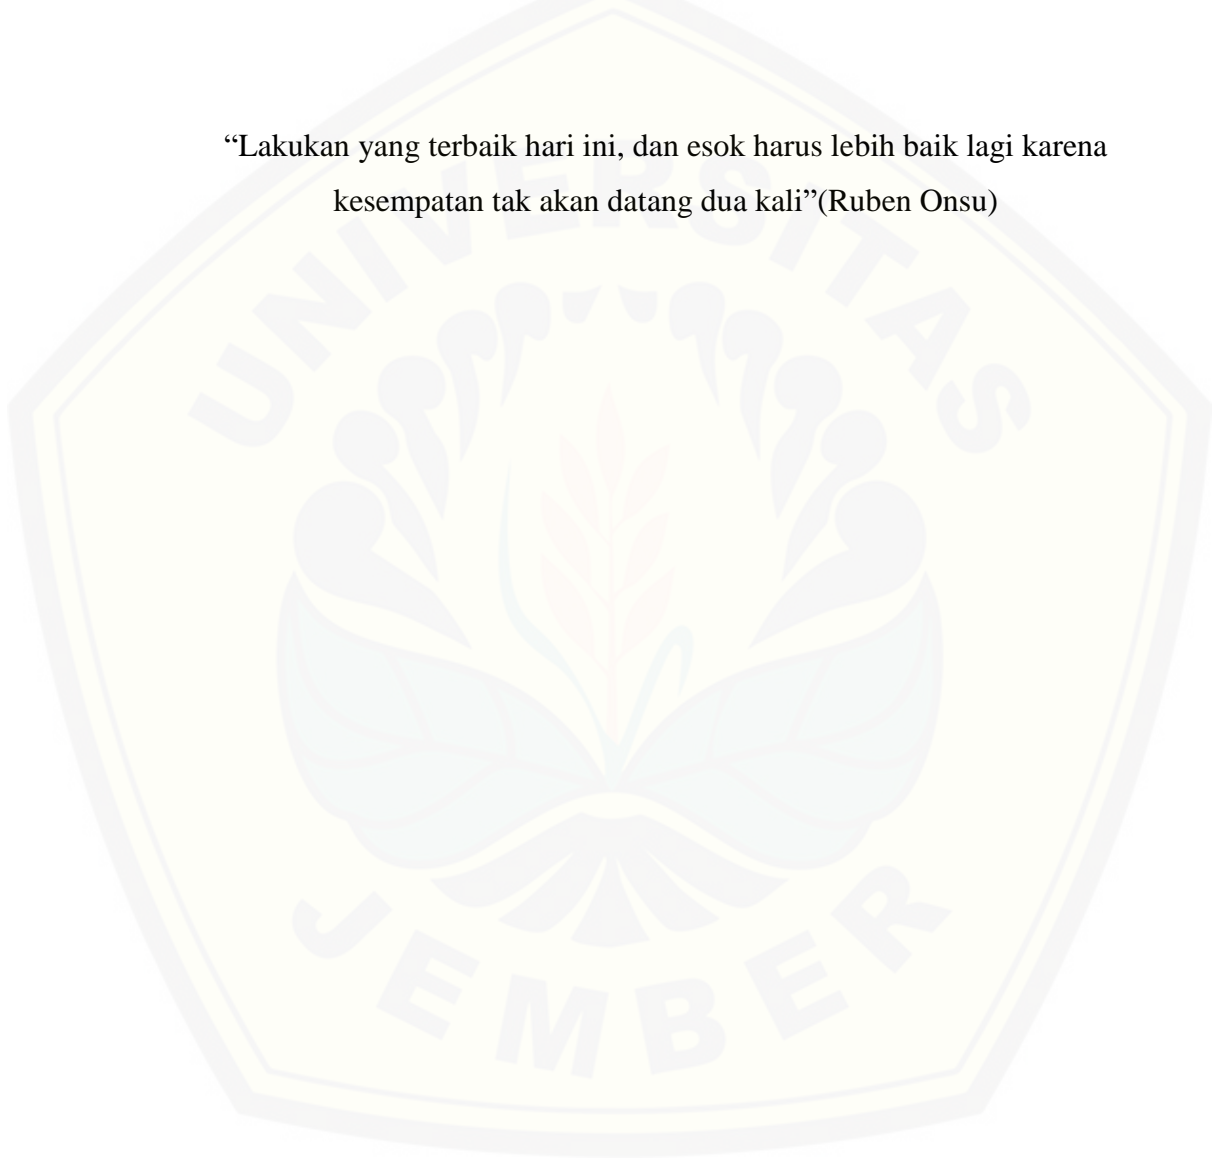 “Lakukan yang terbaik hari ini, dan esok harus lebih baik lagi karena
kesempatan tak akan datang dua kali”(Ruben Onsu)
UNIVERSITAS
JEMBER